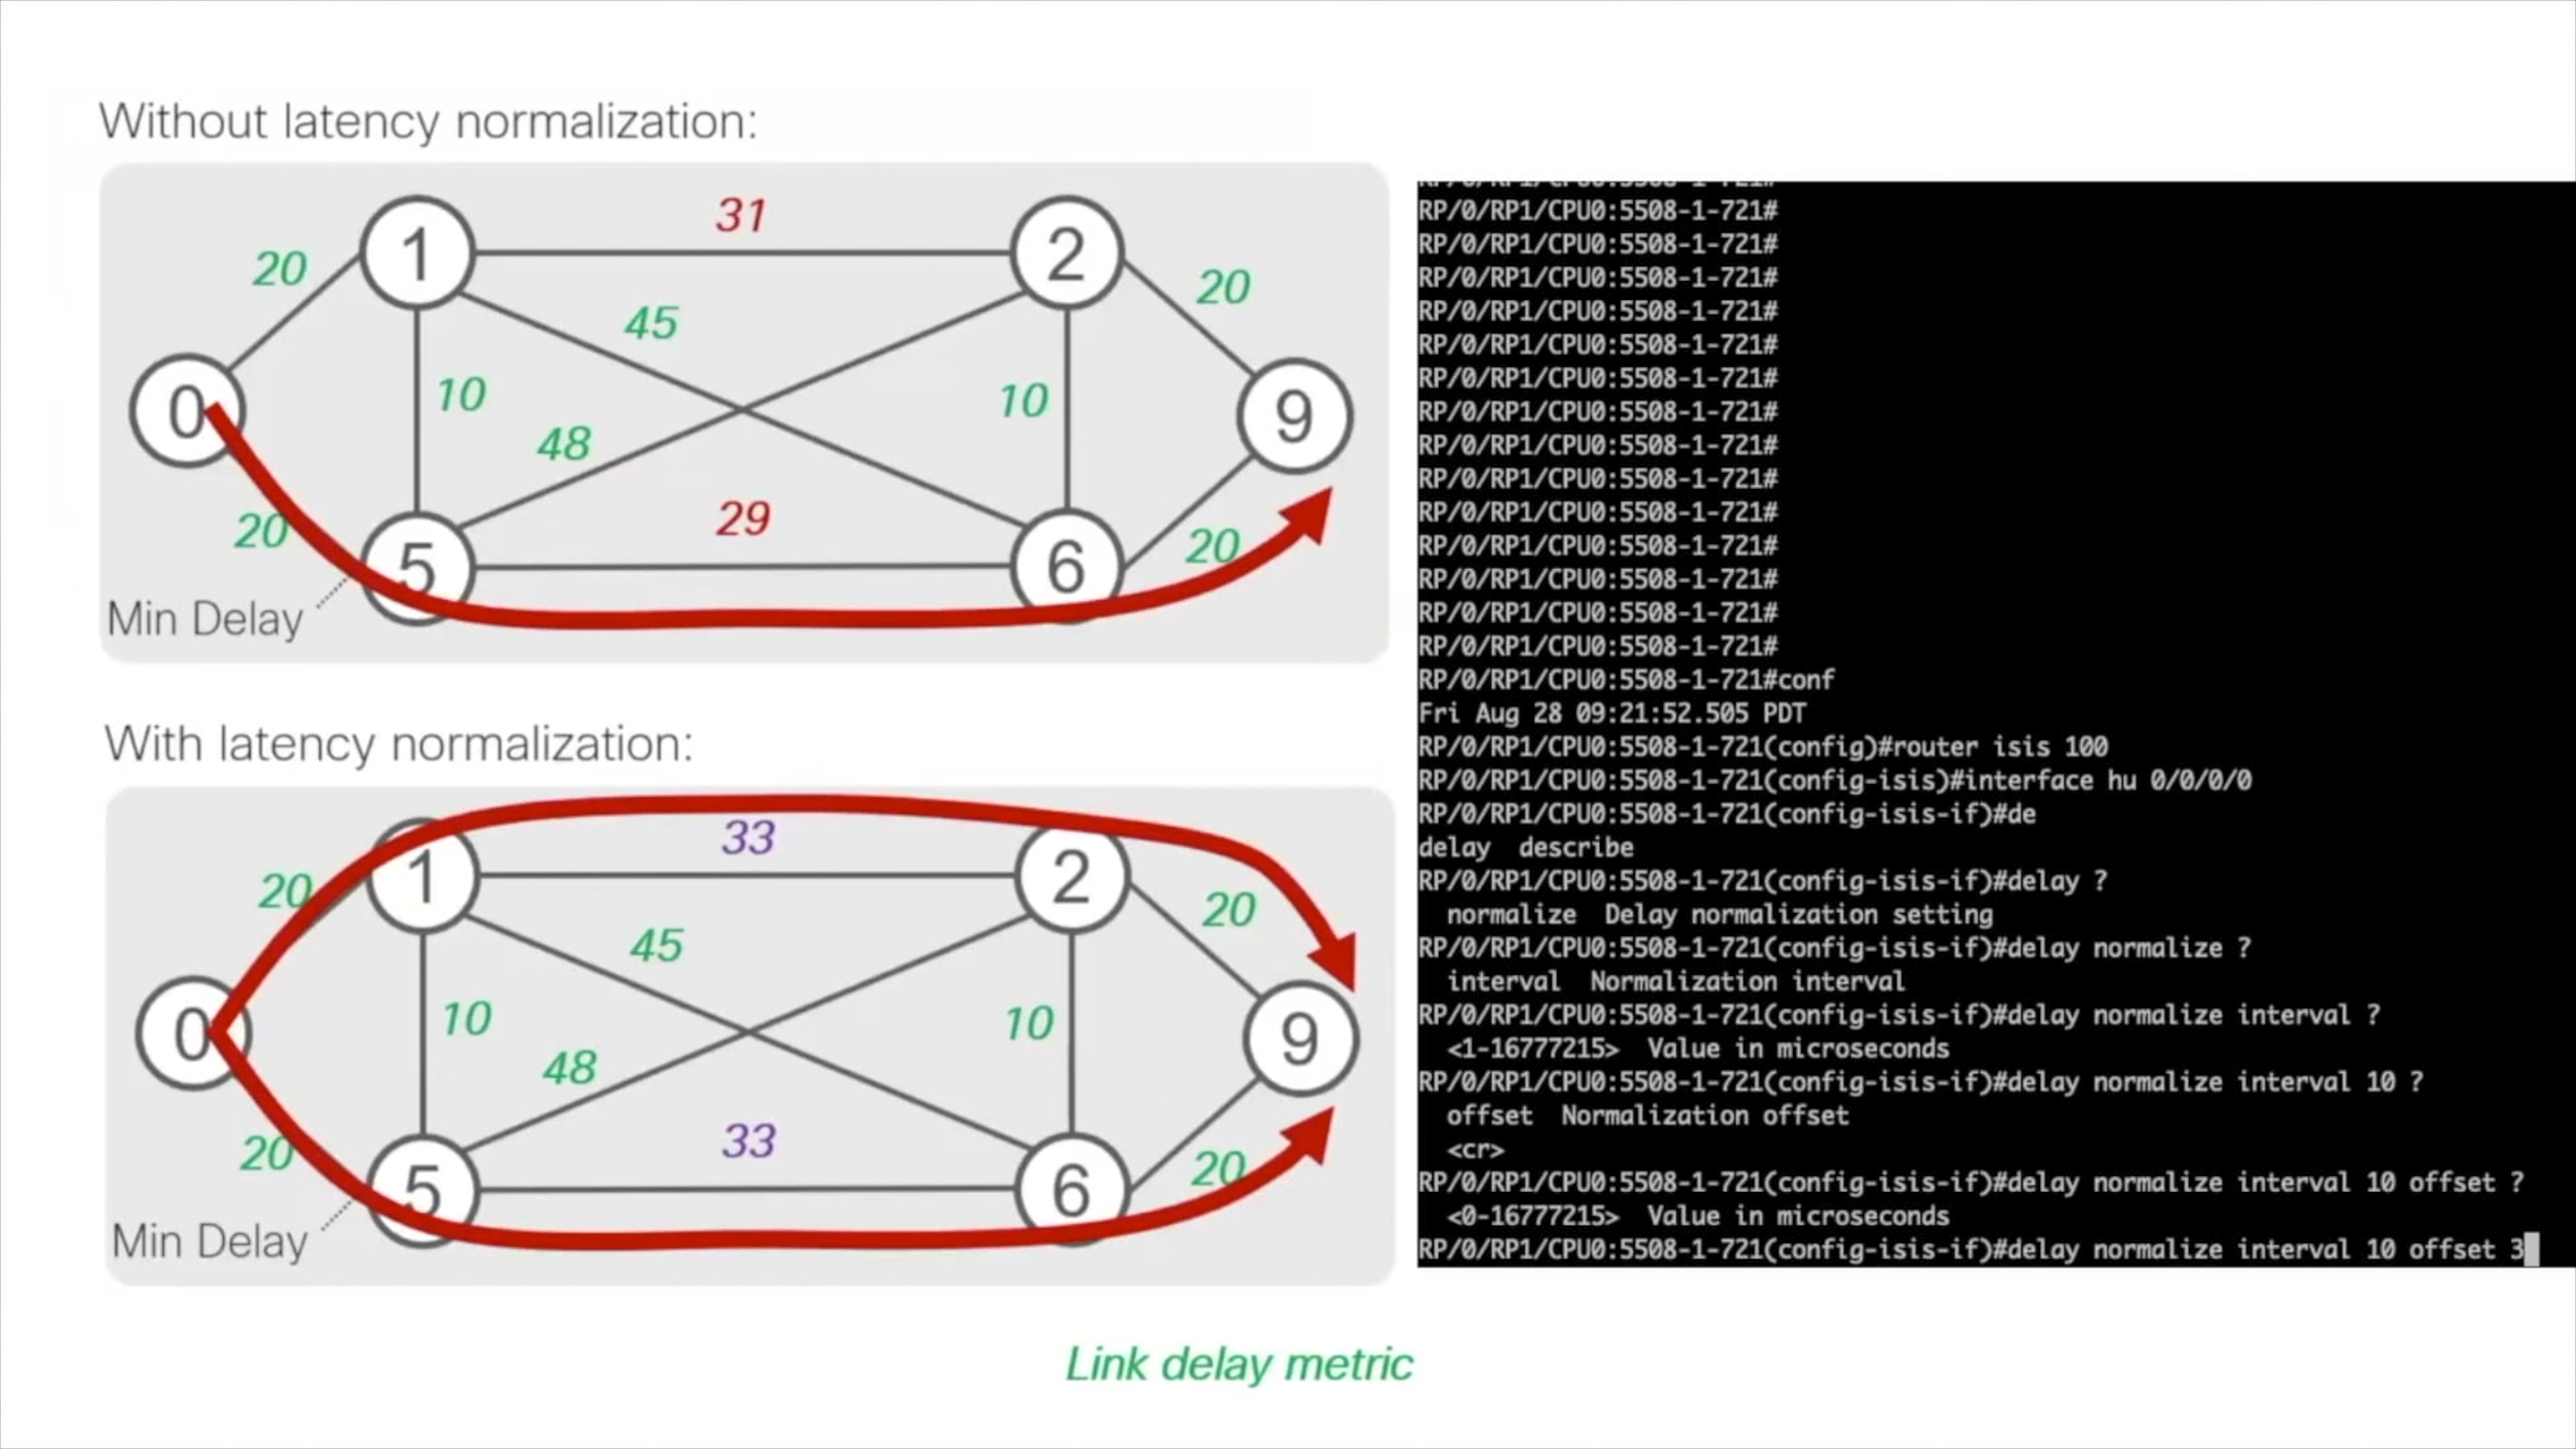 Without latency normalization:
31
1
2
20
20
45
10
10
0
9
48
29
20
20
5
6
Min Delay
With latency normalization:
33
1
2
20
20
45
10
10
0
9
48
33
20
20
5
6
Min Delay
RP/0/RP1/CPU0:5508-1-721#
RP/0/RP1/CPU0:5508-1-721#
RP/0/RP1/CPU0:5508-1-721#
RP/0/RP1/CPU0:5508-1-721#
RP/0/RP1/CPU0:5508-1-721#
RP/0/RP1/CPU0:5508-1-721#
RP/0/RP1/CPU0:5508-1-721#
RP/0/RP1/CPU0:5508-1-721#
RP/0/RP1/CPU0:5508-1-721#
RP/0/RP1/CPU0:5508-1-721#
RP/0/RP1/CPU0:5508-1-721#
RP/0/RP1/CPU0:5508-1-721#
RP/0/RP1/CPU0:5508-1-721#
RP/0/RP1/CPU0:5508-1-721#
RP/0/RP1/CPU0:5508-1-721#conf
Fri Aug 28 09:21:52.505 PDT
RP/0/RP1/CPU0:5508-1-721(config)#router isis 100
RP/0/RP1/CPU0:5508-1-721(config-isis)#interface hu 0/0/0/0
RP/0/RP1/CPU0:5508-1-721(config-isis-if)#de
delay describe
RP/0/RP1/CPU0:5508-1-721(config-isis-if)#delay ?
normalize Delay normalization setting
RP/0/RP1/CPU0:5508-1-721(config-isis-if)#delay normalize ?
interval Normalization interval
RP/0/RP1/CPU0:5508-1-721(config-isis-if)#delay normalize interval ?
<1-16777215> Value in microseconds
RP/0/RP1/CPU0:5508-1-721(config-isis-if)#delay normalize interval 10 ?
offset Normalization offset
<cr>
RP/0/RP1/CPU0:5508-1-721(config-isis-if)#delay normalize interval 10 offset ?
<0-16777215> Value in microseconds
RP/0/RP1/CPU0:5508-1-721(config-isis-if)#delay normalize interval 10 offset 3
Link delay metric